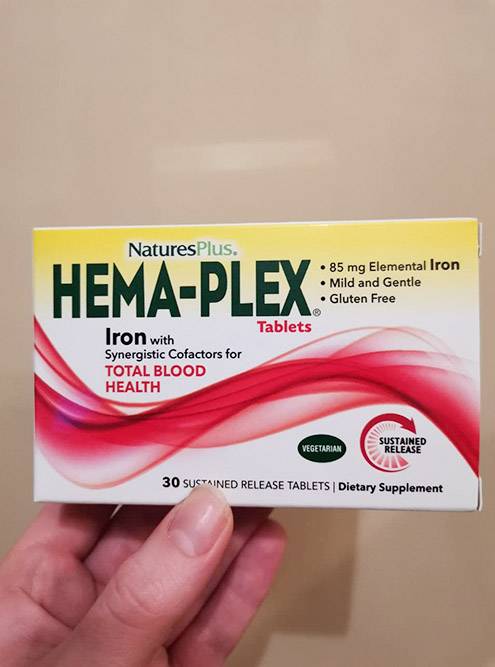 NaturesPlus.
HEMA-PLEX®
Tablets
• 85 mg Elemental Iron
• Mild and Gentle
• Gluten Free
Iron with
Synergistic Cofactors for
TOTAL BLOOD
HEALTH
VEGETARIAN
SUSTAINED
RELEASE
30 SUSTAINED RELEASE TABLETS | Dietary Supplement